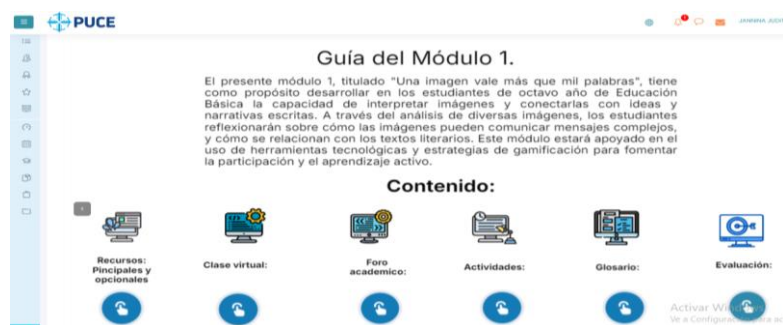 PUCE
Guía del Módulo 1.
El presente módulo 1, titulado "Una imagen vale más que mil palabras", tiene
como propósito desarrollar en los estudiantes de octavo año de Educación
Básica la capacidad de interpretar imágenes y conectarlas con ideas y
narrativas escritas. A través del análisis de diversas imágenes, los estudiantes
reflexionarán sobre cómo las imágenes pueden comunicar mensajes complejos,
y cómo se relacionan con los textos literarios. Este módulo estará apoyado en el
uso de herramientas tecnológicas y estrategias de gamificación para fomentar
la participación y el aprendizaje activo.
Contenido:
Recursos:
Pincipales y
opcionales
Clase virtual:
Foro
academico:
Actividades:
Glosario:
Evaluación:
Activar
Ve a